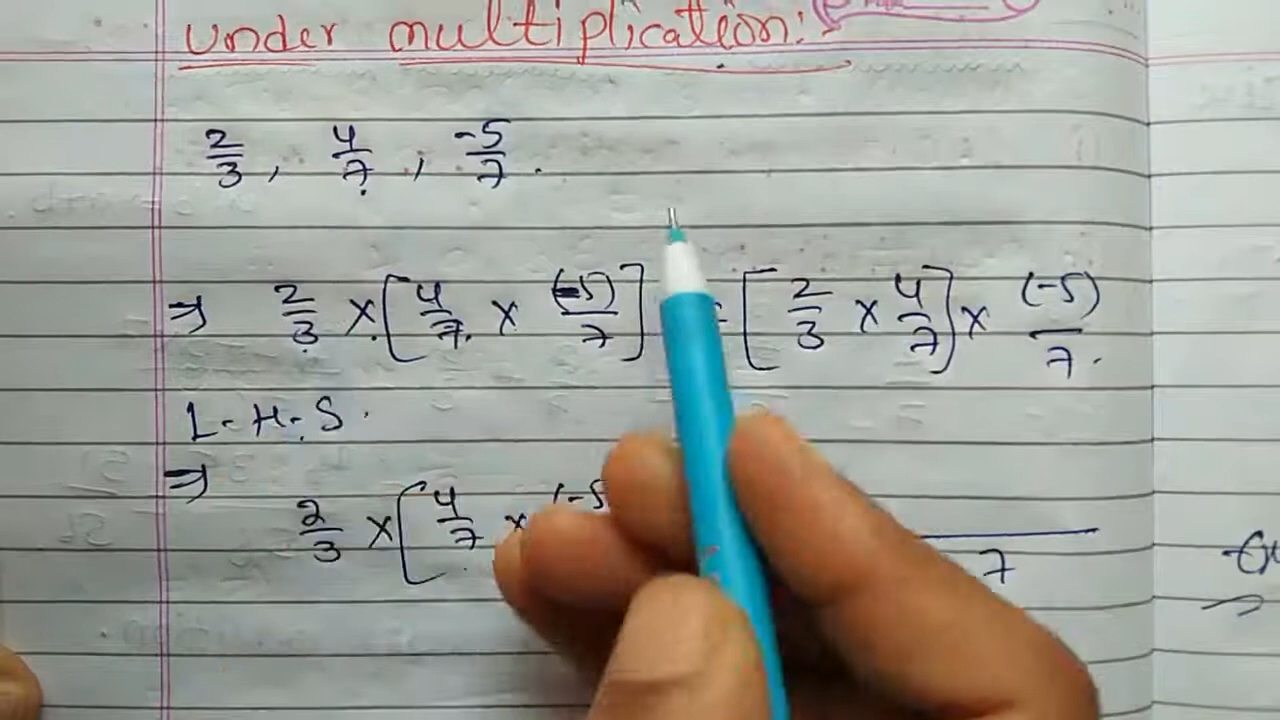 under multiplication:
2/3 , 4/7 , -5/7 .
⇒ 2/3 × [4/7 × (-5)/7] = [2/3 × 4/7] × (-5)/7 .
L-H-S.
⇒ 2/3 × [4/7 × (-5
7